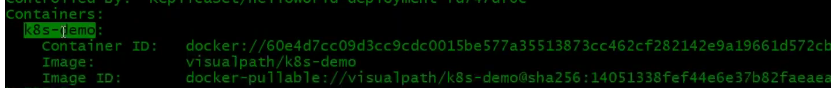 Containers:
k8s-demo:
Container ID: docker://60e4d7cc09d3cc9cdc0015be577a35513873cc462cf282142e9a19661d572cb
Image: visualpath/k8s-demo
Image ID: docker-pullable://visualpath/k8s-demo@sha256:14051338fef44e6e37b82faeaea